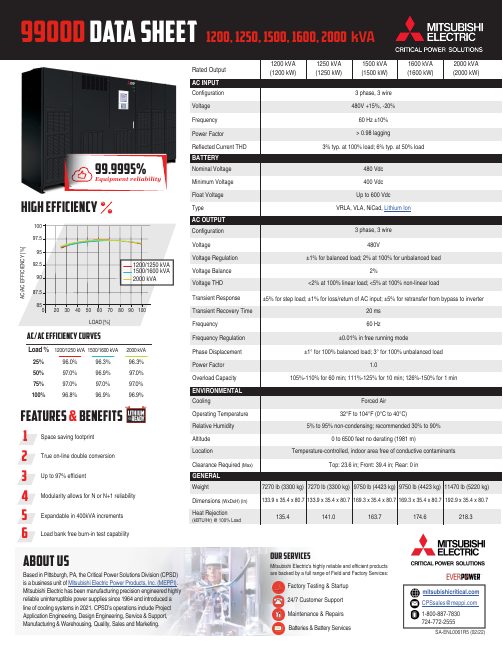 9900D DATA SHEET 1200, 1250, 1500, 1600, 2000 kVA
MITSUBISHI
ELECTRIC
CRITICAL POWER SOLUTIONS
99.9995%
Equipment reliability
HIGH EFFICIENCY %
AC/AC EFFICIENCY [%]
100
97.5
95
92.5
90
87.5
85
0 20 30 40 50 60 70 80 90 100
LOAD [%]
1200/1250 kVA
1500/1600 kVA
2000 kVA
AC/AC EFFICIENCY CURVES
Load % 1200/1250 kVA 1500/1600 kVA 2000 kVA
25% 96.0% 96.3% 96.3%
50% 97.0% 96.9% 97.0%
75% 97.0% 97.0% 97.0%
100% 96.8% 96.9% 96.9%
FEATURES & BENEFITS
LITHIUM
READY
1 Space saving footprint
2 True on-line double conversion
3 Up to 97% efficient
4 Modularity allows for N or N+1 reliability
5 Expandable in 400kVA increments
6 Load bank free burn-in test capability
Rated Output 1200 kVA (1200 kW) 1250 kVA (1250 kW) 1500 kVA (1500 kW) 1600 kVA (1600 kW) 2000 kVA (2000 kW)
AC INPUT
Configuration 3 phase, 3 wire
Voltage 480V +15%, -20%
Frequency 60 Hz ±10%
Power Factor > 0.98 lagging
Reflected Current THD 3% typ. at 100% load; 6% typ. at 50% load
BATTERY
Nominal Voltage 480 Vdc
Minimum Voltage 400 Vdc
Float Voltage Up to 600 Vdc
Type VRLA, VLA, NiCad, Lithium Ion
AC OUTPUT
Configuration 3 phase, 3 wire
Voltage 480V
Voltage Regulation ±1% for balanced load; 2% at 100% for unbalanced load
Voltage Balance 2%
Voltage THD <2% at 100% linear load; <5% at 100% non-linear load
Transient Response ±5% for step load; ±1% for loss/return of AC input; ±5% for retransfer from bypass to inverter
Transient Recovery Time 20 ms
Frequency 60 Hz
Frequency Regulation ±0.01% in free running mode
Phase Displacement ±1° for 100% balanced load; 3° for 100% unbalanced load
Power Factor 1.0
Overload Capacity 105%-110% for 60 min; 111%-125% for 10 min; 126%-150% for 1 min
ENVIRONMENTAL
Cooling Forced Air
Operating Temperature 32°F to 104°F (0°C to 40°C)
Relative Humidity 5% to 95% non-condensing; recommended 30% to 90%
Altitude 0 to 6500 feet no derating (1981 m)
Location Temperature-controlled, indoor area free of conductive contaminants
Clearance Required (Max) Top: 23.6 in; Front: 39.4 in; Rear: 0 in
GENERAL
Weight 7270 lb (3300 kg) 7270 lb (3300 kg) 9750 lb (4423 kg) 9750 lb (4423 kg) 11470 lb (5220 kg)
Dimensions (WxDxH) (in) 133.9 x 35.4 x 80.7 133.9 x 35.4 x 80.7 169.3 x 35.4 x 80.7 169.3 x 35.4 x 80.7 192.9 x 35.4 x 80.7
Heat Rejection (kBTU/Hr) @ 100% Load 135.4 141.0 163.7 174.6 218.3
ABOUT US
Based in Pittsburgh, PA, the Critical Power Solutions Division (CPSD)
is a business unit of Mitsubishi Electric Power Products, Inc. (MEPPI).
Mitsubishi Electric has been manufacturing precision engineered highly
reliable uninterruptible power supplies since 1964 and introduced a
line of cooling systems in 2021. CPSD's operations include Project
Application Engineering, Design Engineering, Service & Support,
Manufacturing & Warehousing, Quality, Sales and Marketing.
OUR SERVICES
Mitsubishi Electric's highly reliable and efficient products
are backed by a full range of Field and Factory Services:
Factory Testing & Startup
24/7 Customer Support
Maintenance & Repairs
Batteries & Battery Services
MITSUBISHI
ELECTRIC
CRITICAL POWER SOLUTIONS
EVERPOWER
mitsubishicritical.com
CPSsales@meppi.com
1-800-887-7830
724-772-2555
SA-ENL0061R5 (02/22)